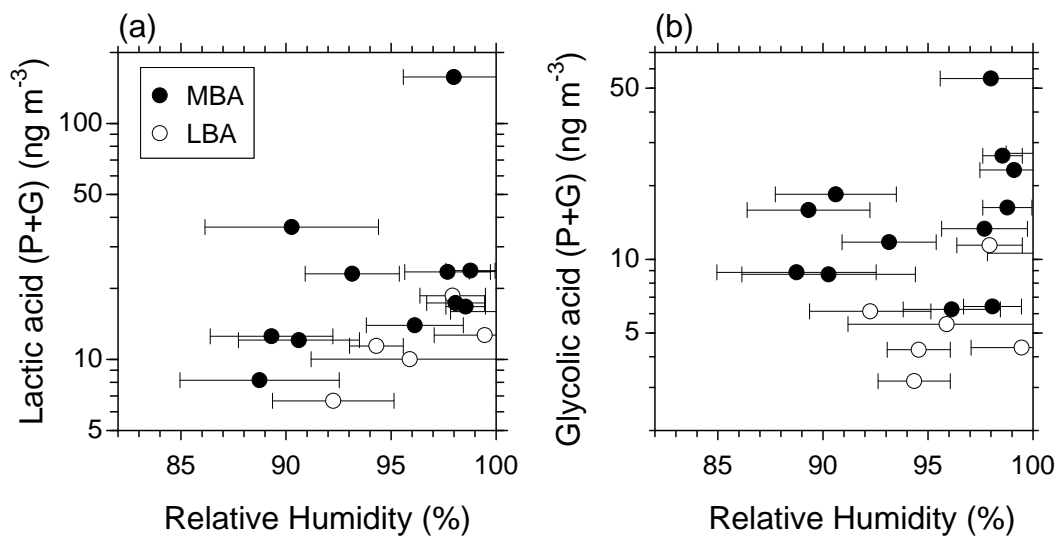 (a)
Lactic acid (P+G) (ng m-3)
100
50
10
5
MBA
LBA
85 90 95 100
Relative Humidity (%)
(b)
Glycolic acid (P+G) (ng m-3)
50
10
5
85 90 95 100
Relative Humidity (%)